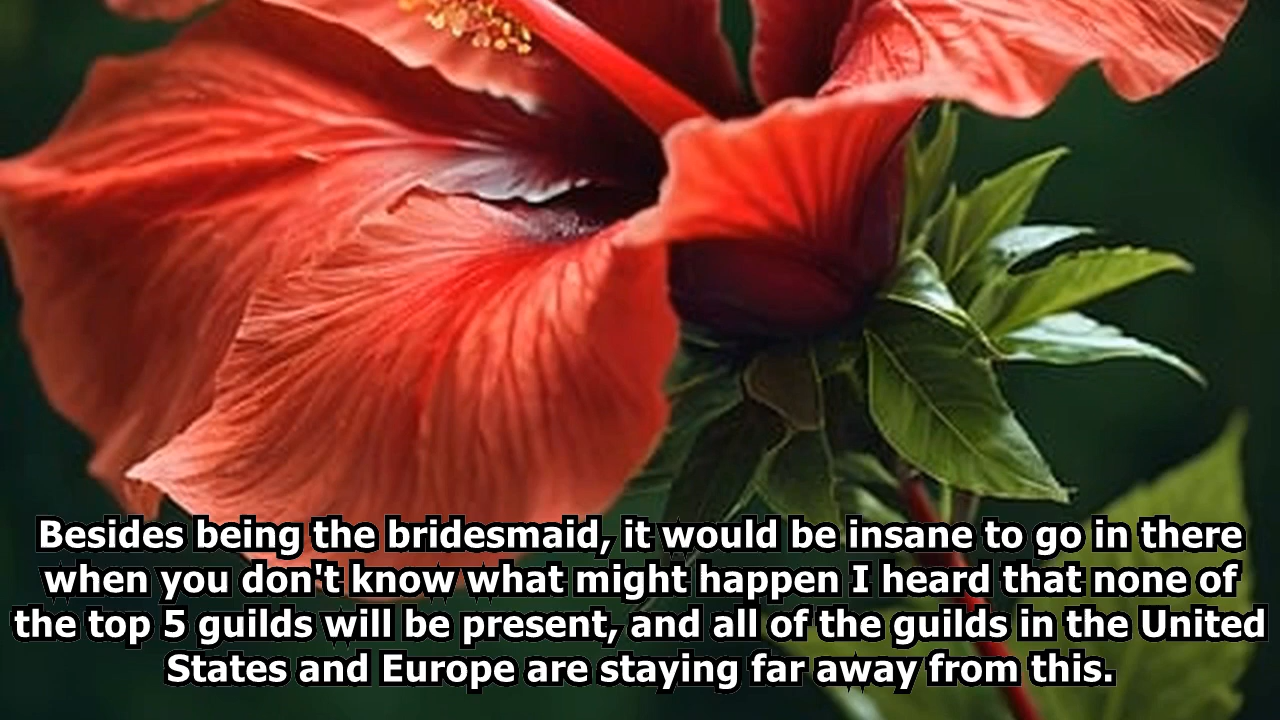 Besides being the bridesmaid, it would be insane to go in there
when you don't know what might happen I heard that none of
the top 5 guilds will be present, and all of the guilds in the United
States and Europe are staying far away from this.